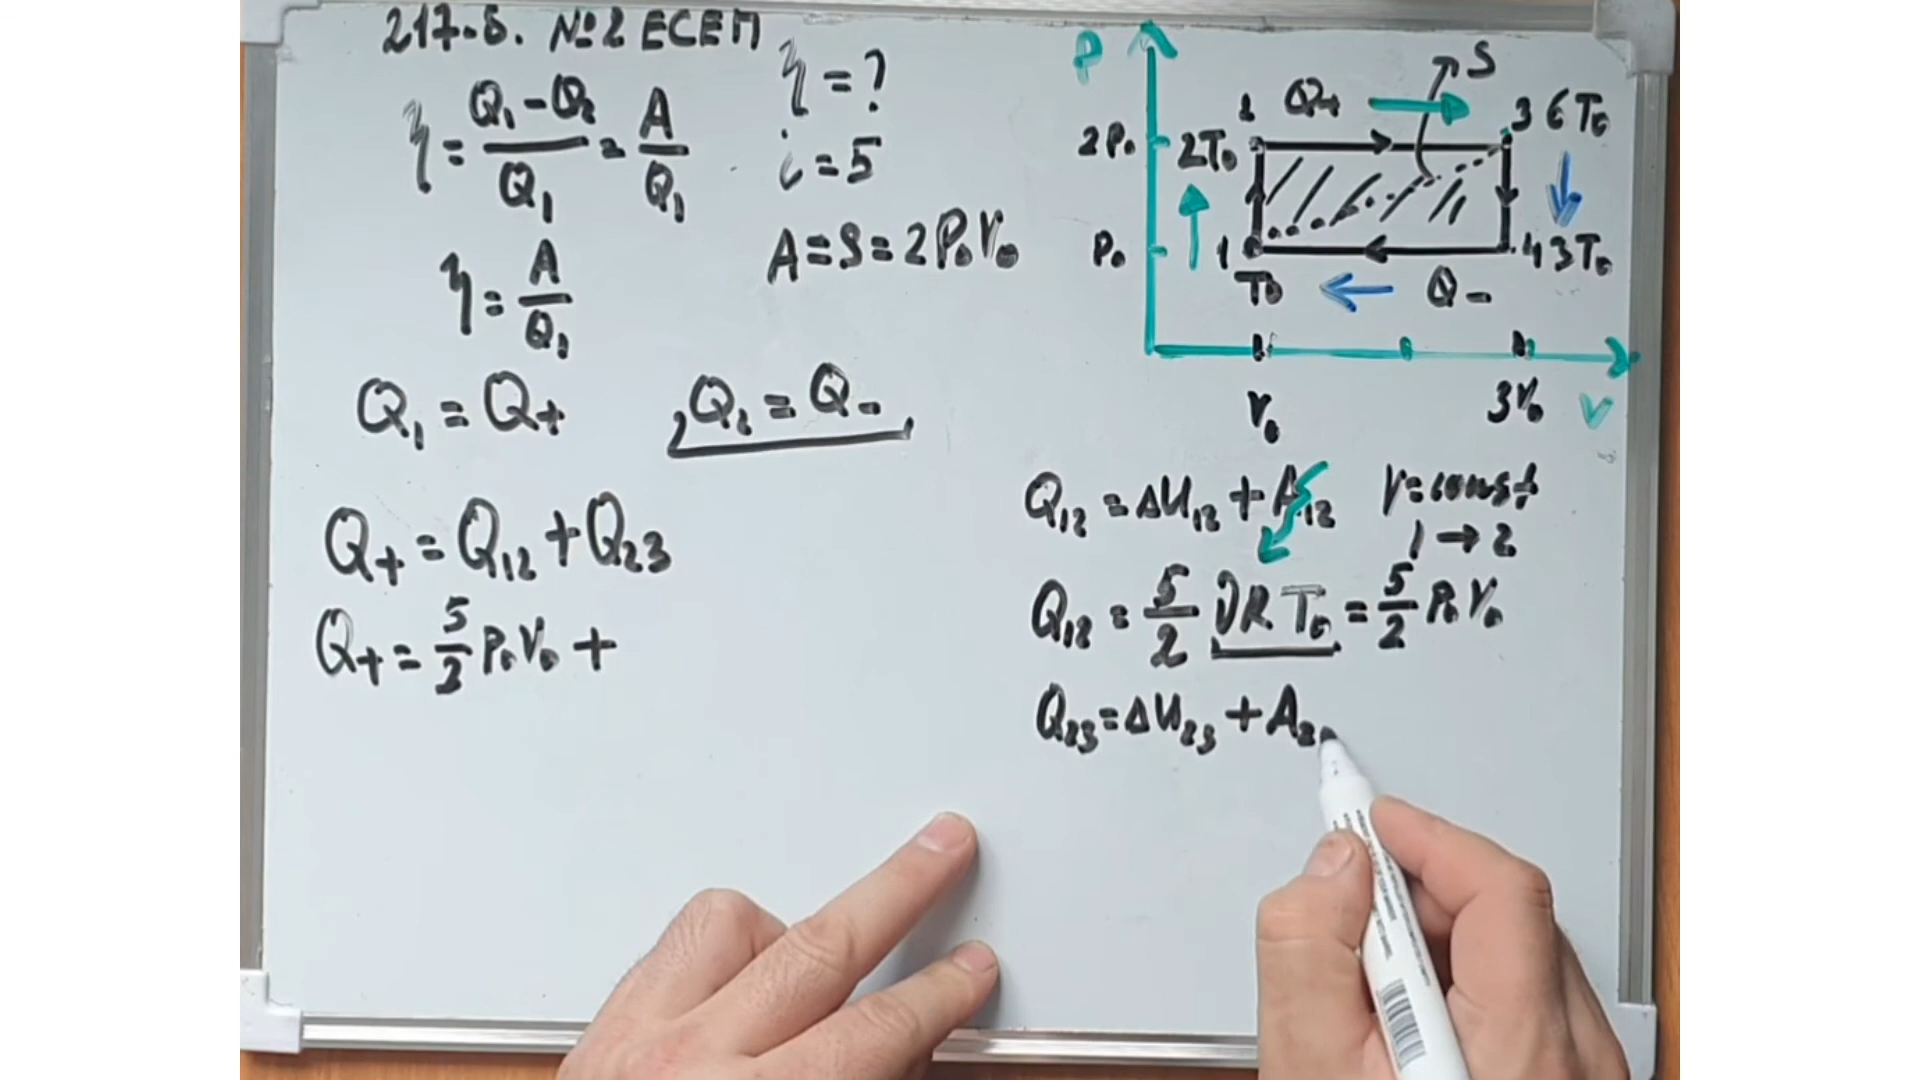 217-б. №2 ЕСЕП
η = (Q₁ - Q₂)/Q₁ = A/Q₁
η = ?
i = 5
A = S = 2P₀V₀
η = A/Q₁
Q₁ = Q+
Q₂ = Q-
Q+ = Q₁₂ + Q₂₃
Q+ = 5/2 P₀V₀ +
P
S
2 Q+ 3 6T₀
2P₀ 2T₀
P₀ 1 4 3T₀
T₀ Q-
V₀ 3V₀ V
Q₁₂ = ΔU₁₂ + A₁₂ V=const
1 → 2
Q₁₂ = 5/2 νRT₀ = 5/2 P₀V₀
Q₂₃ = ΔU₂₃ + A₂